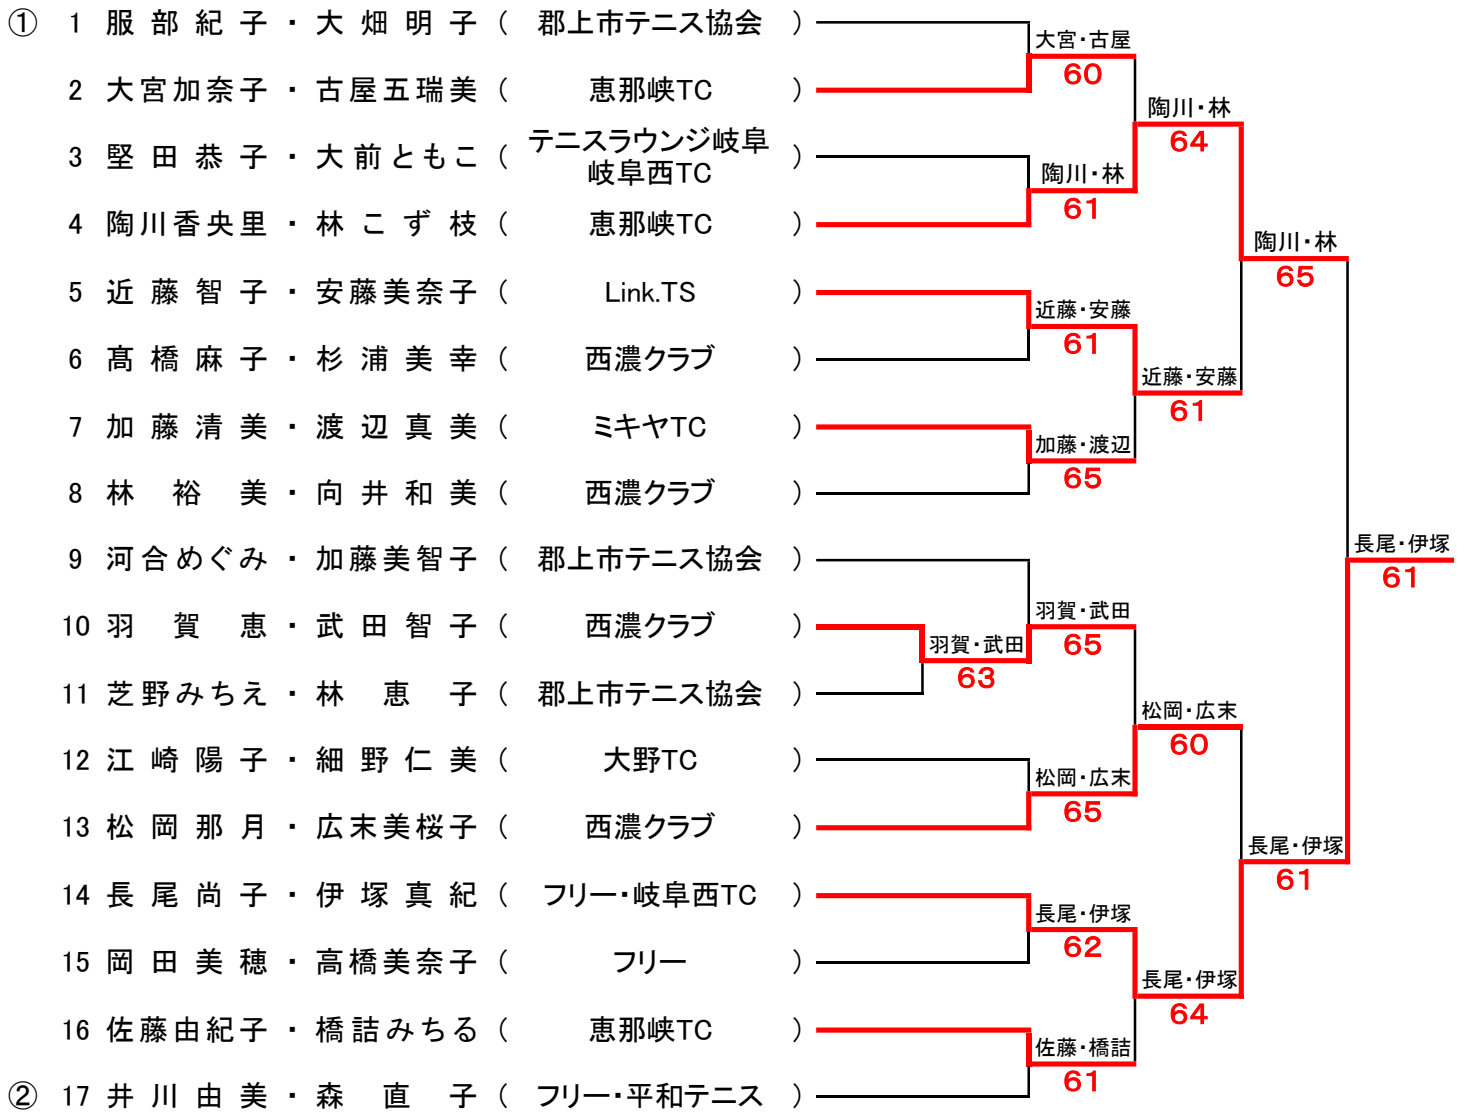 ① 1 服部紀子・大畑明子（ 郡上市テニス協会 ）
大宮・古屋
60
2 大宮加奈子・古屋五瑞美（ 恵那峡TC ）
陶川・林
64
3 堅田恭子・大前ともこ（ テニスラウンジ岐阜
岐阜西TC ）
陶川・林
61
4 陶川香央里・林こず枝（ 恵那峡TC ）
陶川・林
65
5 近藤智子・安藤美奈子（ Link.TS ）
近藤・安藤
61
6 髙橋麻子・杉浦美幸（ 西濃クラブ ）
近藤・安藤
61
7 加藤清美・渡辺真美（ ミキヤTC ）
加藤・渡辺
65
8 林裕美・向井和美（ 西濃クラブ ）
9 河合めぐみ・加藤美智子（ 郡上市テニス協会 ）
長尾・伊塚
61
10 羽賀恵・武田智子（ 西濃クラブ ）
羽賀・武田
65
羽賀・武田
63
11 芝野みちえ・林恵子（ 郡上市テニス協会 ）
松岡・広末
60
12 江崎陽子・細野仁美（ 大野TC ）
松岡・広末
65
13 松岡那月・広末美桜子（ 西濃クラブ ）
長尾・伊塚
61
14 長尾尚子・伊塚真紀（ フリー・岐阜西TC ）
長尾・伊塚
62
15 岡田美穂・高橋美奈子（ フリー ）
長尾・伊塚
64
16 佐藤由紀子・橋詰みちる（ 恵那峡TC ）
佐藤・橋詰
61
② 17 井川由美・森直子（ フリー・平和テニス ）